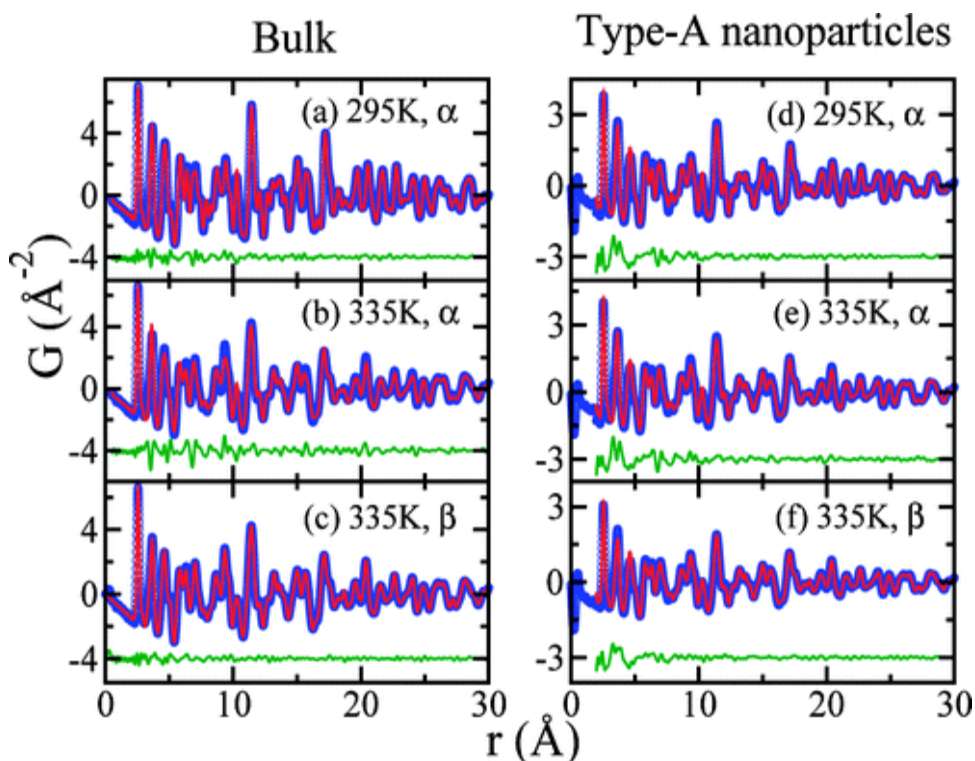 Bulk
Type-A nanoparticles
G (Å⁻²)
(a) 295K, α
4
0
-4
(b) 335K, α
4
0
-4
(c) 335K, β
4
0
-4
0 10 20 30
(d) 295K, α
3
0
-3
(e) 335K, α
3
0
-3
(f) 335K, β
3
0
-3
0 10 20 30
r (Å)